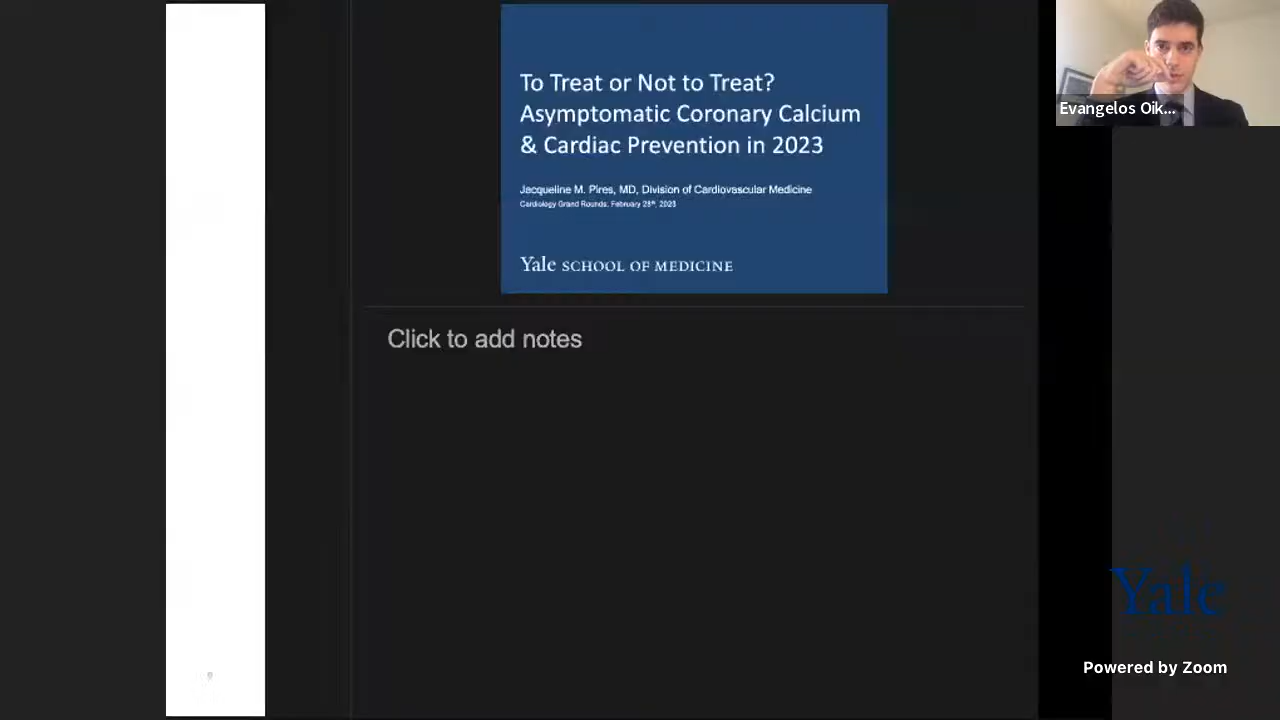 To Treat or Not to Treat?
Asymptomatic Coronary Calcium
& Cardiac Prevention in 2023
Jacqueline M. Pires, MD, Division of Cardiovascular Medicine
Cardiology Grand Rounds: February 28th, 2023
Yale SCHOOL OF MEDICINE
Click to add notes
Evangelos Oik...
Yale
Powered by Zoom